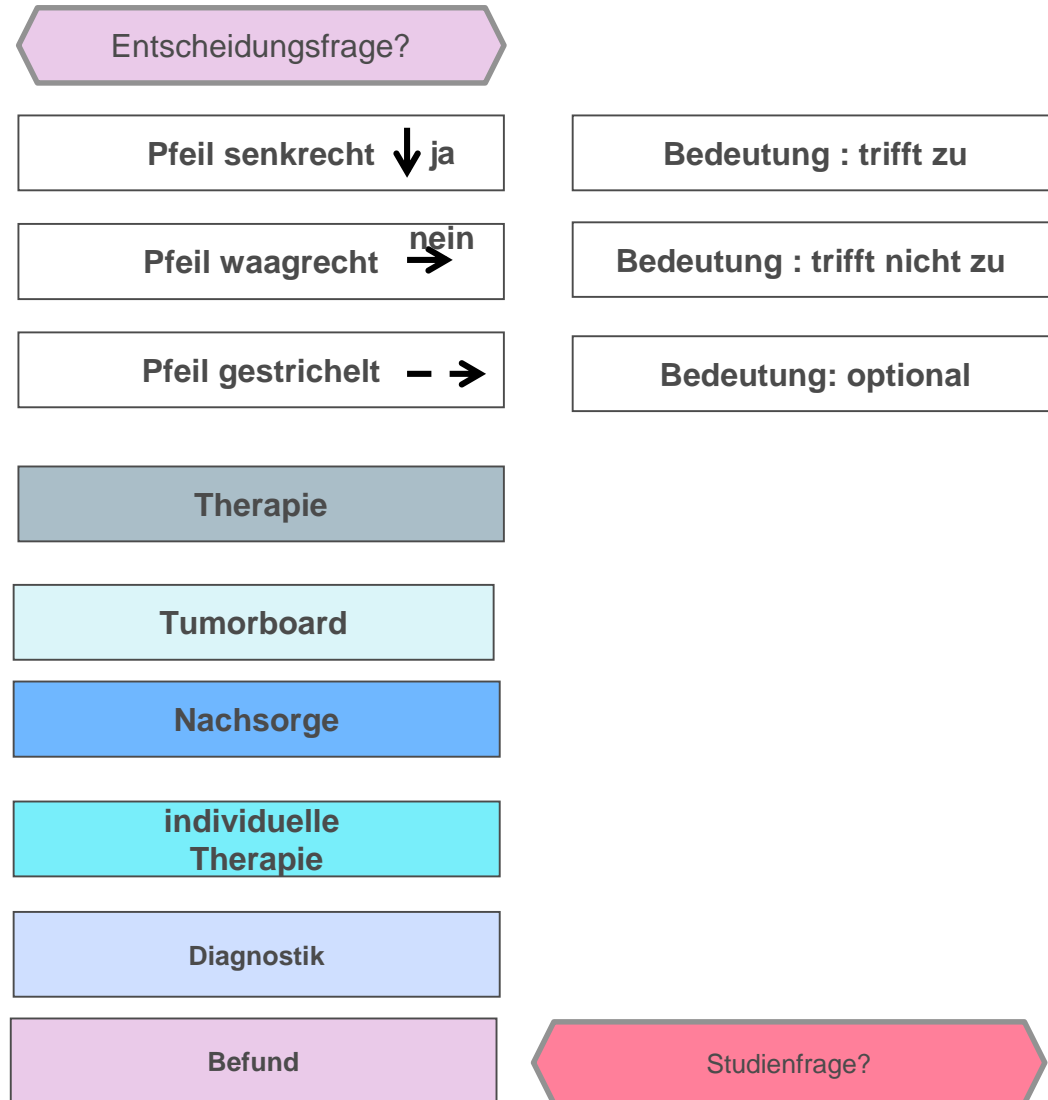 Entscheidungsfrage?
Pfeil senkrecht ja
Bedeutung : trifft zu
nein
Pfeil waagrecht
Bedeutung : trifft nicht zu
Pfeil gestrichelt
Bedeutung: optional
Therapie
Tumorboard
Nachsorge
individuelle
Therapie
Diagnostik
Befund
Studienfrage?